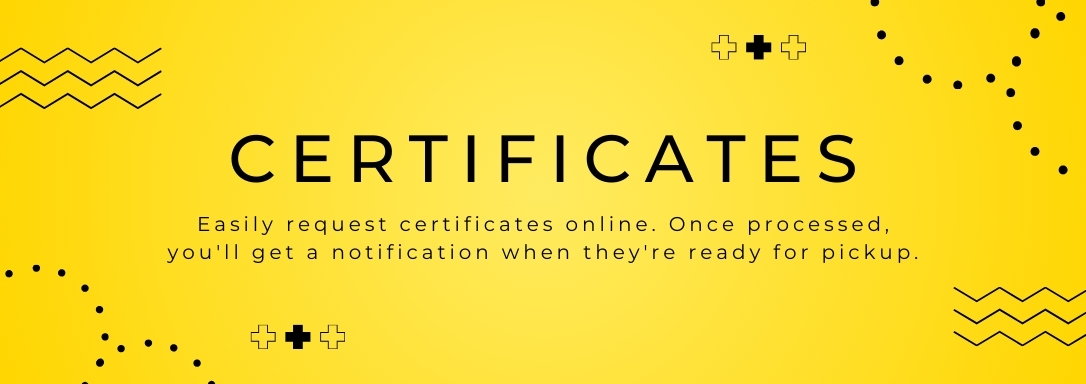 CERTIFICATES
Easily request certificates online. Once processed,
you'll get a notification when they're ready for pickup.